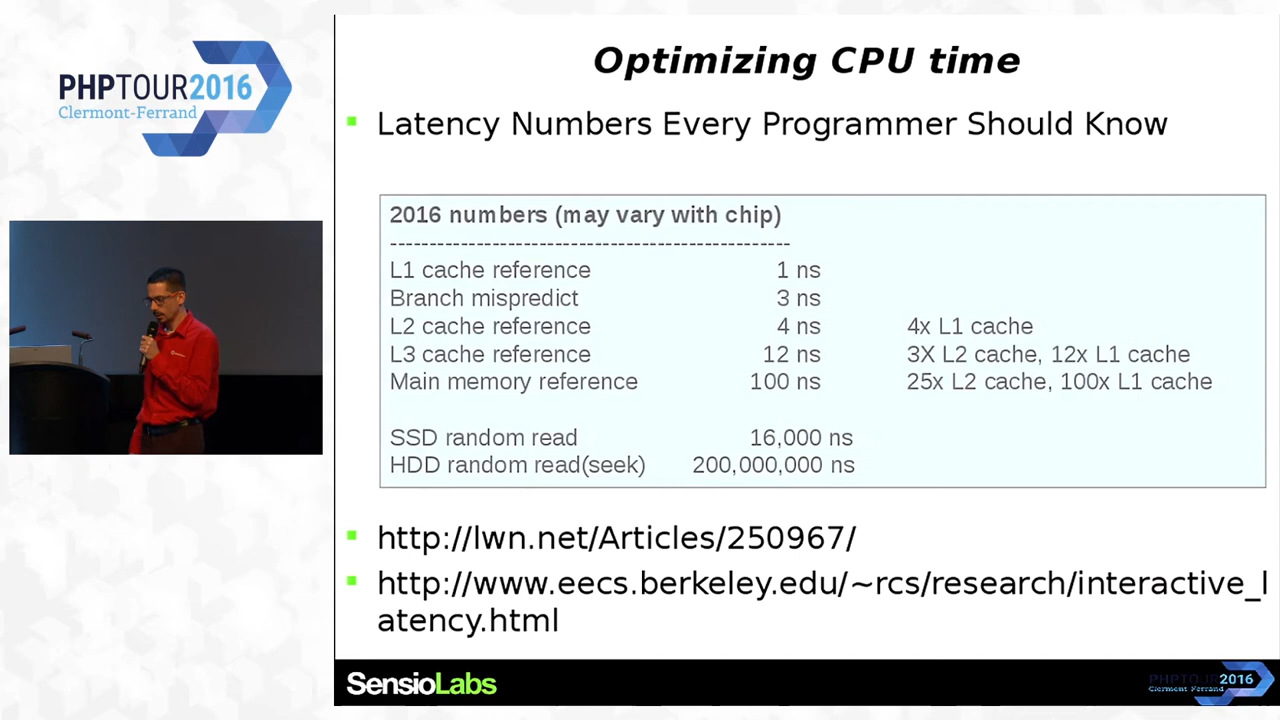 PHPTOUR2016
Clermont-Ferrand
Optimizing CPU time
Latency Numbers Every Programmer Should Know
2016 numbers (may vary with chip)
--------------------------------------------------
L1 cache reference 1 ns
Branch mispredict 3 ns
L2 cache reference 4 ns 4x L1 cache
L3 cache reference 12 ns 3X L2 cache, 12x L1 cache
Main memory reference 100 ns 25x L2 cache, 100x L1 cache
SSD random read 16,000 ns
HDD random read(seek) 200,000,000 ns
http://lwn.net/Articles/250967/
http://www.eecs.berkeley.edu/~rcs/research/interactive_l
atency.html
SensioLabs
PHPTOUR2016
Clermont Ferrand